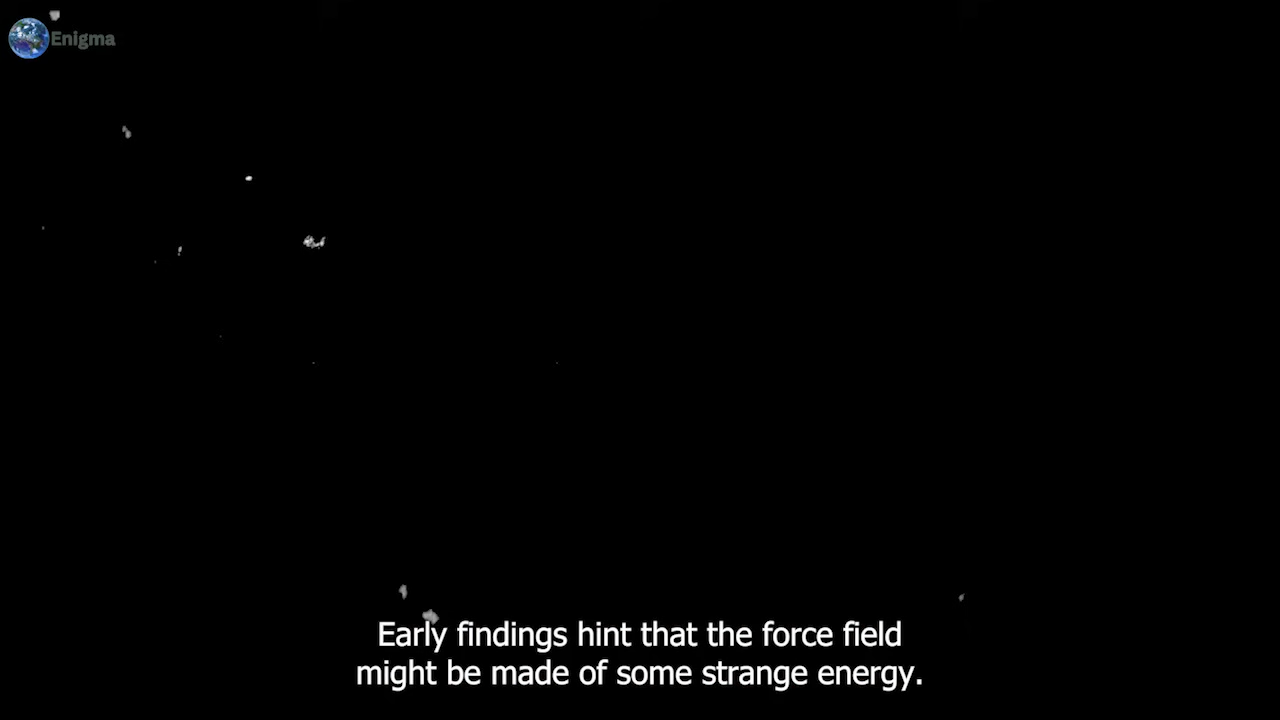 Enigma
Early findings hint that the force field
might be made of some strange energy.